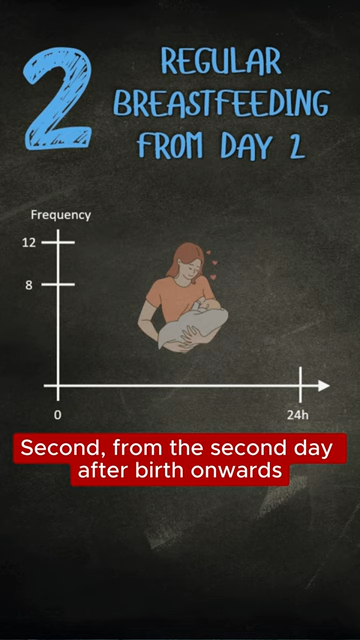 2
REGULAR
BREASTFEEDING
FROM DAY 2
Frequency
12
8
0
24h
Second, from the second day
after birth onwards